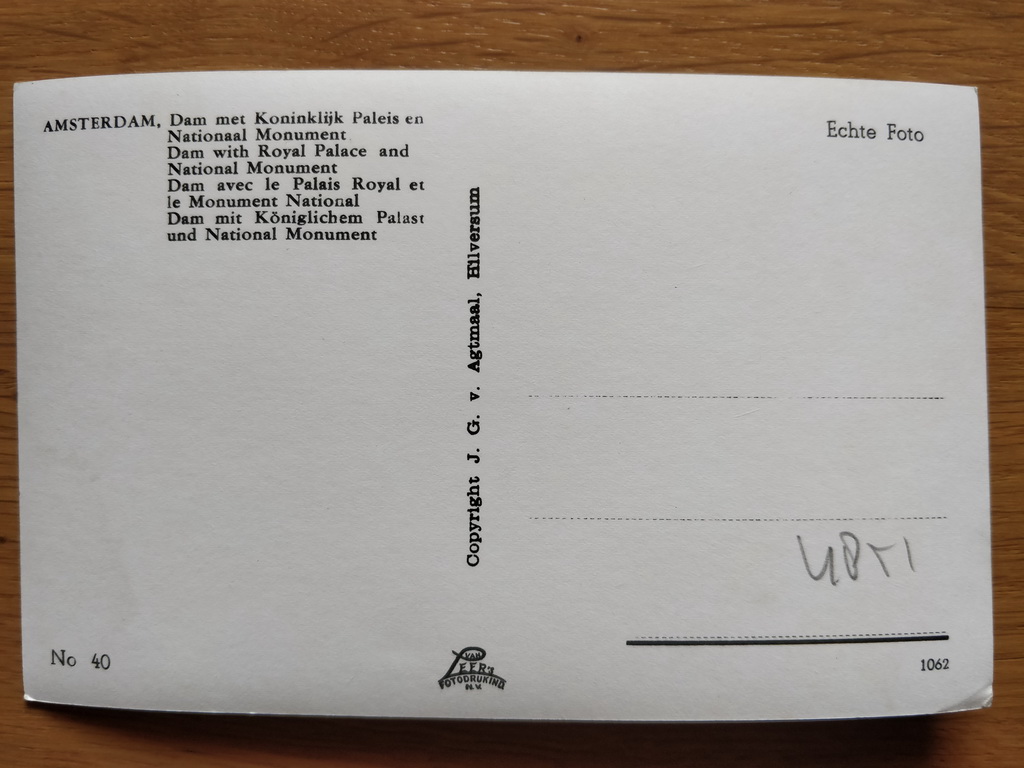 AMSTERDAM, Dam met Koninklijk Paleis en
Nationaal Monument
Dam with Royal Palace and
National Monument
Dam avec le Palais Royal et
le Monument National
Dam mit Königlichem Palast
und National Monument
Echte Foto
Copyright J. G. v. Agtmaal, Hilversum
No 40
VAN
LEER'S
FOTODRUKIND
N.V.
1062